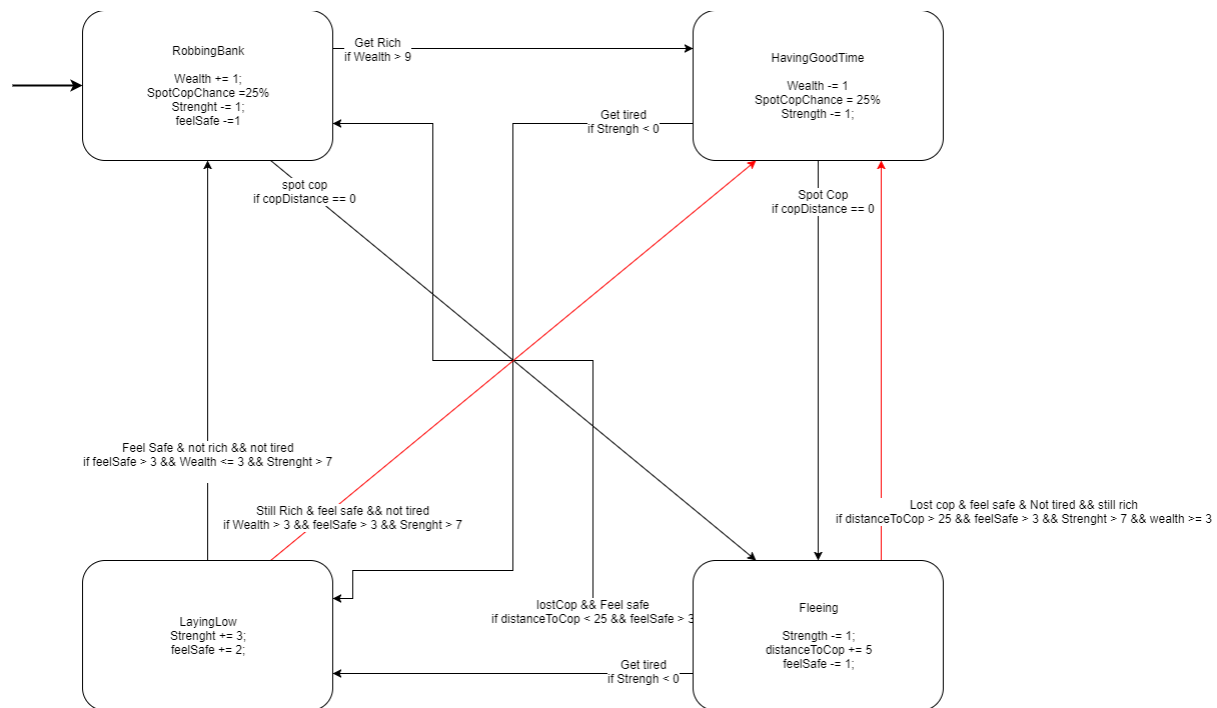 RobbingBank
Wealth += 1;
SpotCopChance =25%
Strenght -= 1;
feelSafe -=1
Get Rich
if Wealth > 9
HavingGoodTime
Wealth -= 1
SpotCopChance = 25%
Strength -= 1;
Get tired
if Strengh < 0
spot cop
if copDistance == 0
Spot Cop
if copDistance == 0
Feel Safe & not rich && not tired
if feelSafe > 3 && Wealth <= 3 && Strenght > 7
Still Rich & feel safe && not tired
if Wealth > 3 && feelSafe > 3 && Srenght > 7
Lost cop & feel safe & Not tired && still rich
if distanceToCop > 25 && feelSafe > 3 && Strenght > 7 && wealth >= 3
lostCop && Feel safe
if distanceToCop < 25 && feelSafe > 3
LayingLow
Strenght += 3;
feelSafe += 2;
Fleeing
Strength -= 1;
distanceToCop += 5
feelSafe -= 1;
Get tired
if Strengh < 0